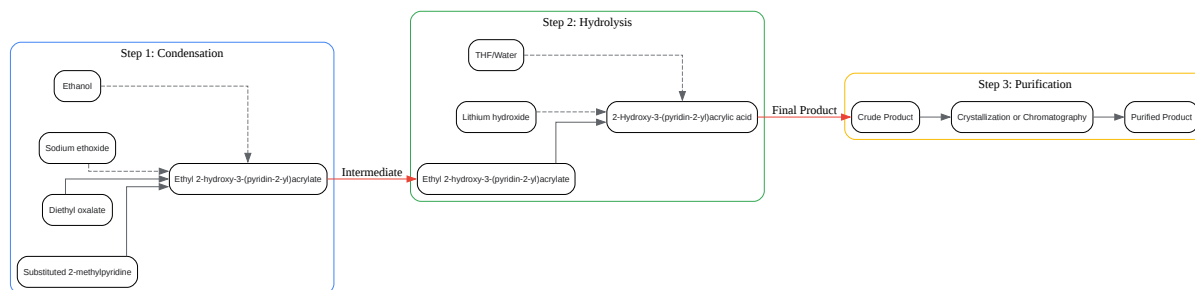 Step 1: Condensation
Ethanol
Sodium ethoxide
Diethyl oxalate
Substituted 2-methylpyridine
Ethyl 2-hydroxy-3-(pyridin-2-yl)acrylate
Intermediate
Step 2: Hydrolysis
THF/Water
Lithium hydroxide
Ethyl 2-hydroxy-3-(pyridin-2-yl)acrylate
2-Hydroxy-3-(pyridin-2-yl)acrylic acid
Final Product
Step 3: Purification
Crude Product
Crystallization or Chromatography
Purified Product